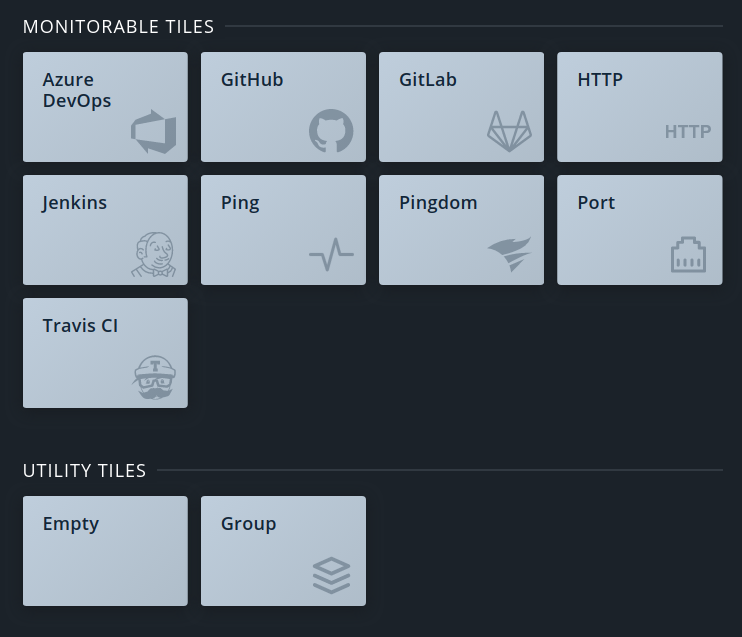 MONITORABLE TILES
Azure
DevOps
GitHub
GitLab
HTTP
HTTP
Jenkins
Ping
Pingdom
Port
Travis CI
UTILITY TILES
Empty
Group